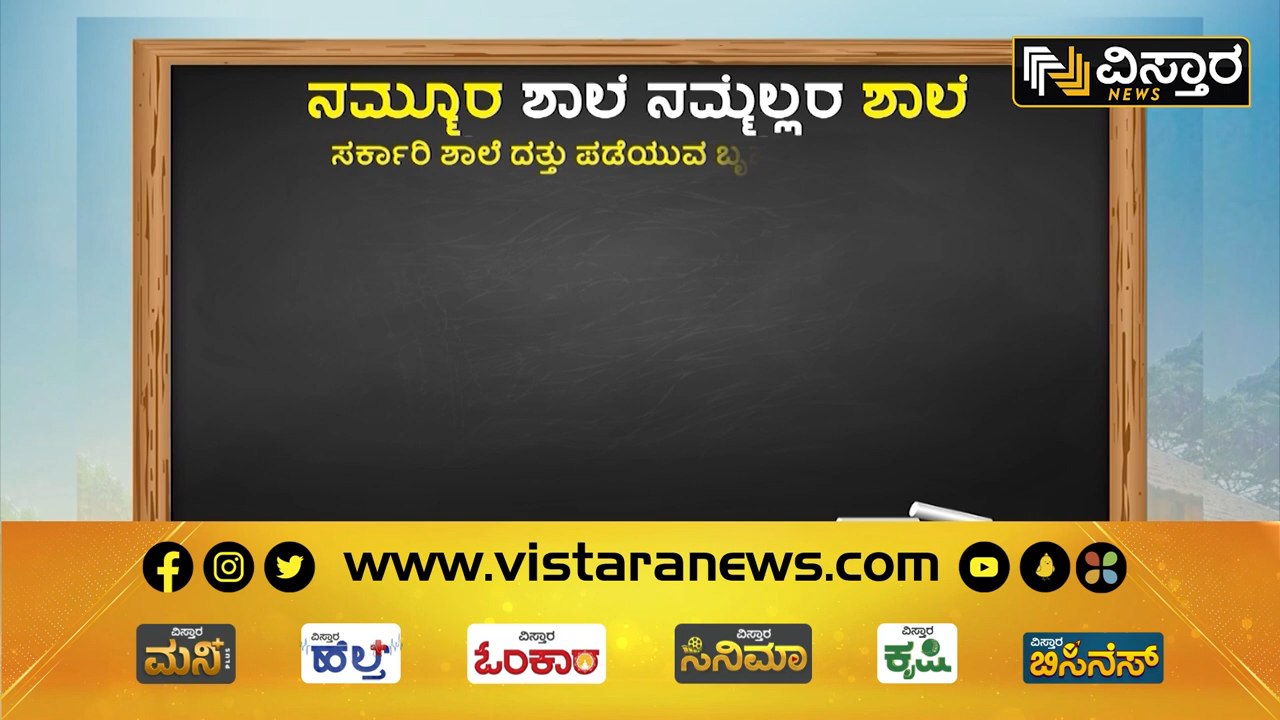 ವಿಸ್ತಾರ
NEWS
ನಮ್ಮೂರ ಶಾಲೆ ನಮ್ಮೆಲ್ಲರ ಶಾಲೆ
ಸರ್ಕಾರಿ ಶಾಲೆ ದತ್ತು ಪಡೆಯುವ
www.vistaranews.com
ವಿಸ್ತಾರ ಮನಿ+ PLUS
ವಿಸ್ತಾರ ಹೆಲ್ತ್
ವಿಸ್ತಾರ ಓಂಕಾರ
ವಿಸ್ತಾರ ಸಿನಿಮಾ
ವಿಸ್ತಾರ ಕೃಷಿ
ವಿಸ್ತಾರ ಬಿಸಿನೆಸ್